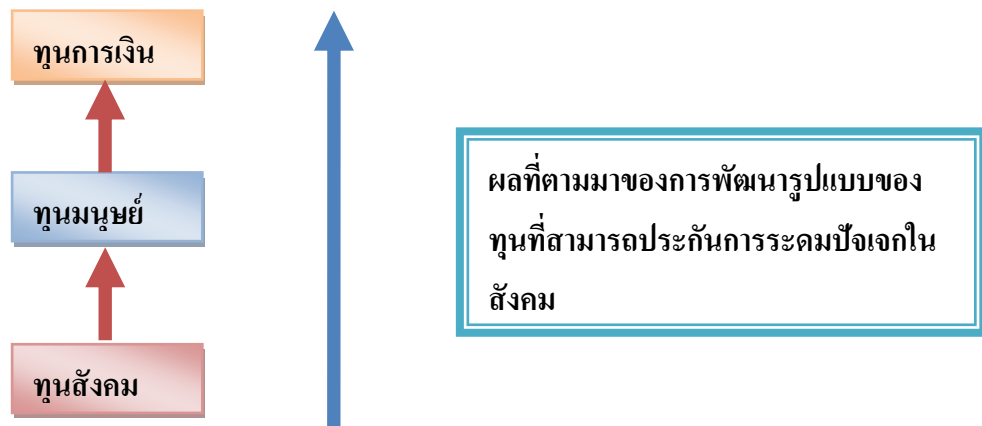 ทุนการเงิน
ทุนมนุษย์
ทุนสังคม
ผลที่ตามมาของการพัฒนารูปแบบของ
ทุนที่สามารถประกันการระดมปัจเจกใน
สังคม